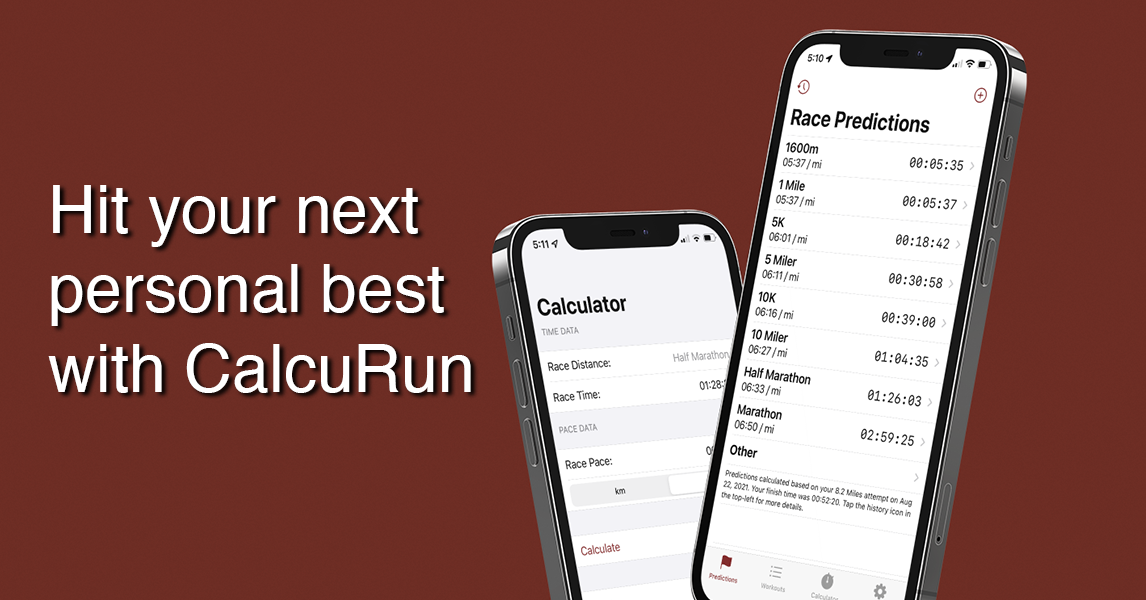 Hit your next
personal best
with CalcuRun
5:11
Calculator
TIME DATA
Race Distance: Half Marathon
Race Time: 01:28:
PACE DATA
Race Pace:
km
Calculate
5:10
Race Predictions
1600m
05:37 / mi 00:05:35
1 Mile
05:37 / mi 00:05:37
5K
06:01 / mi 00:18:42
5 Miler
06:11 / mi 00:30:58
10K
06:16 / mi 00:39:00
10 Miler
06:27 / mi 01:04:35
Half Marathon
06:33 / mi 01:26:03
Marathon
06:50 / mi 02:59:25
Other
Predictions calculated based on your 8.2 Miles attempt on Aug
22, 2021. Your finish time was 00:52:20. Tap the history icon in
the top-left for more details.
Predictions Workouts Calculator